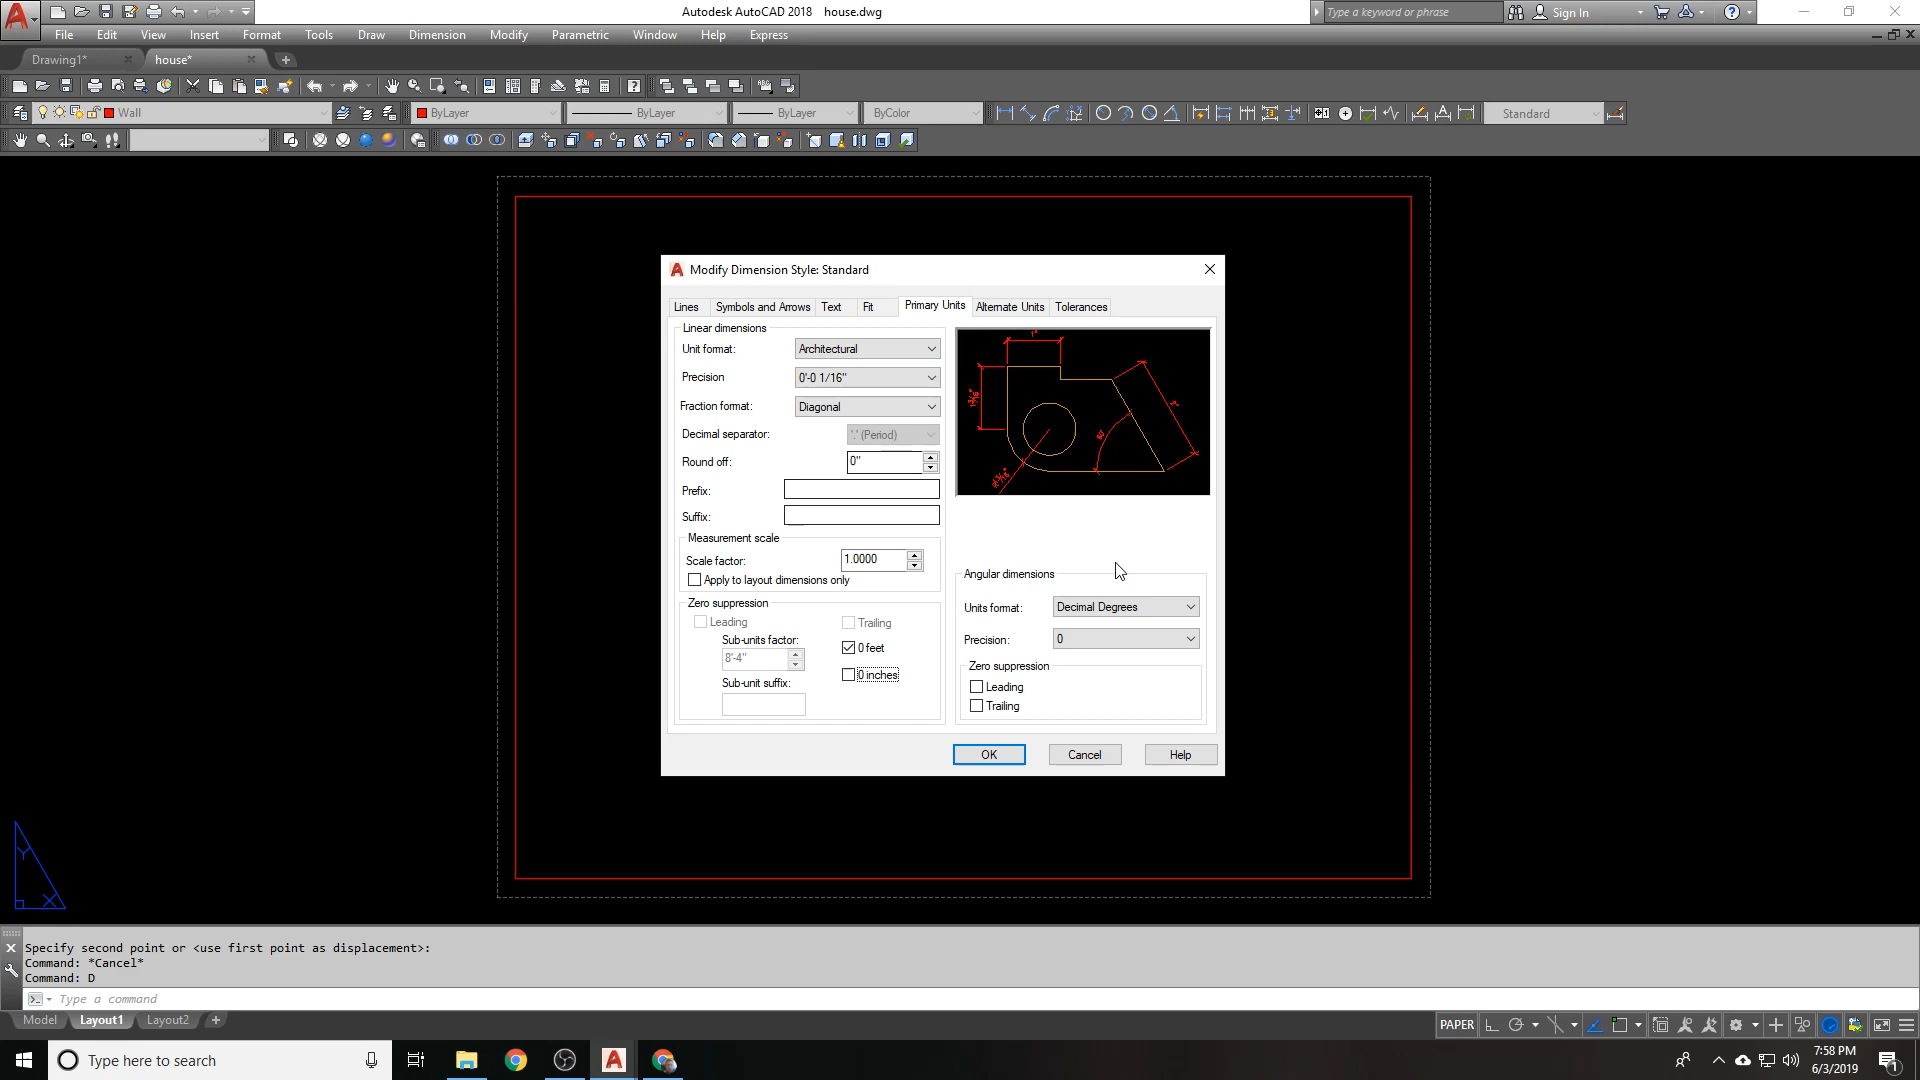 Autodesk AutoCAD 2018 house.dwg
Type a keyword or phrase
Sign In
File Edit View Insert Format Tools Draw Dimension Modify Parametric Window Help Express
Drawing1*
house*
Wall
ByLayer
ByLayer
ByLayer
ByColor
Standard
Modify Dimension Style: Standard
Lines
Symbols and Arrows
Text
Fit
Primary Units
Alternate Units
Tolerances
Linear dimensions
Unit format:
Architectural
Precision
0'-0 1/16"
Fraction format:
Diagonal
Decimal separator:
'.' (Period)
Round off:
0"
Prefix:
Suffix:
Measurement scale
Scale factor:
1.0000
Apply to layout dimensions only
Zero suppression
Leading
Trailing
Sub-units factor:
8'-4"
0 feet
0 inches
Sub-unit suffix:
1"
60°
Angular dimensions
Units format:
Decimal Degrees
Precision:
0
Zero suppression
Leading
Trailing
OK
Cancel
Help
Y
X
Specify second point or <use first point as displacement>:
Command: *Cancel*
Command: D
Type a command
Model
Layout1
Layout2
PAPER
Type here to search
7:58 PM
6/3/2019
1